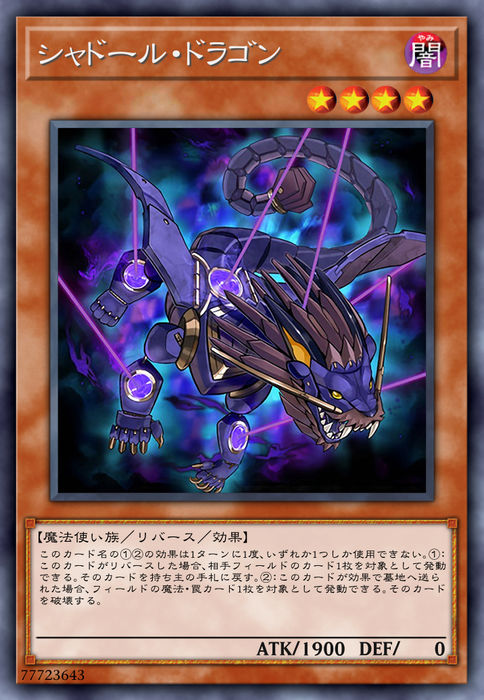 シャドール・ドラゴン
やみ
闇
【魔法使い族／リバース／効果】
このカード名の①②の効果は1ターンに1度、いずれか1つしか使用できない。①:
このカードがリバースした場合、相手フィールドのカード1枚を対象として発動
できる。そのカードを持ち主の手札に戻す。②:このカードが効果で墓地へ送ら
れた場合、フィールドの魔法・罠カード1枚を対象として発動できる。そのカード
を破壊する。
ATK/1900 DEF/ 0
77723643